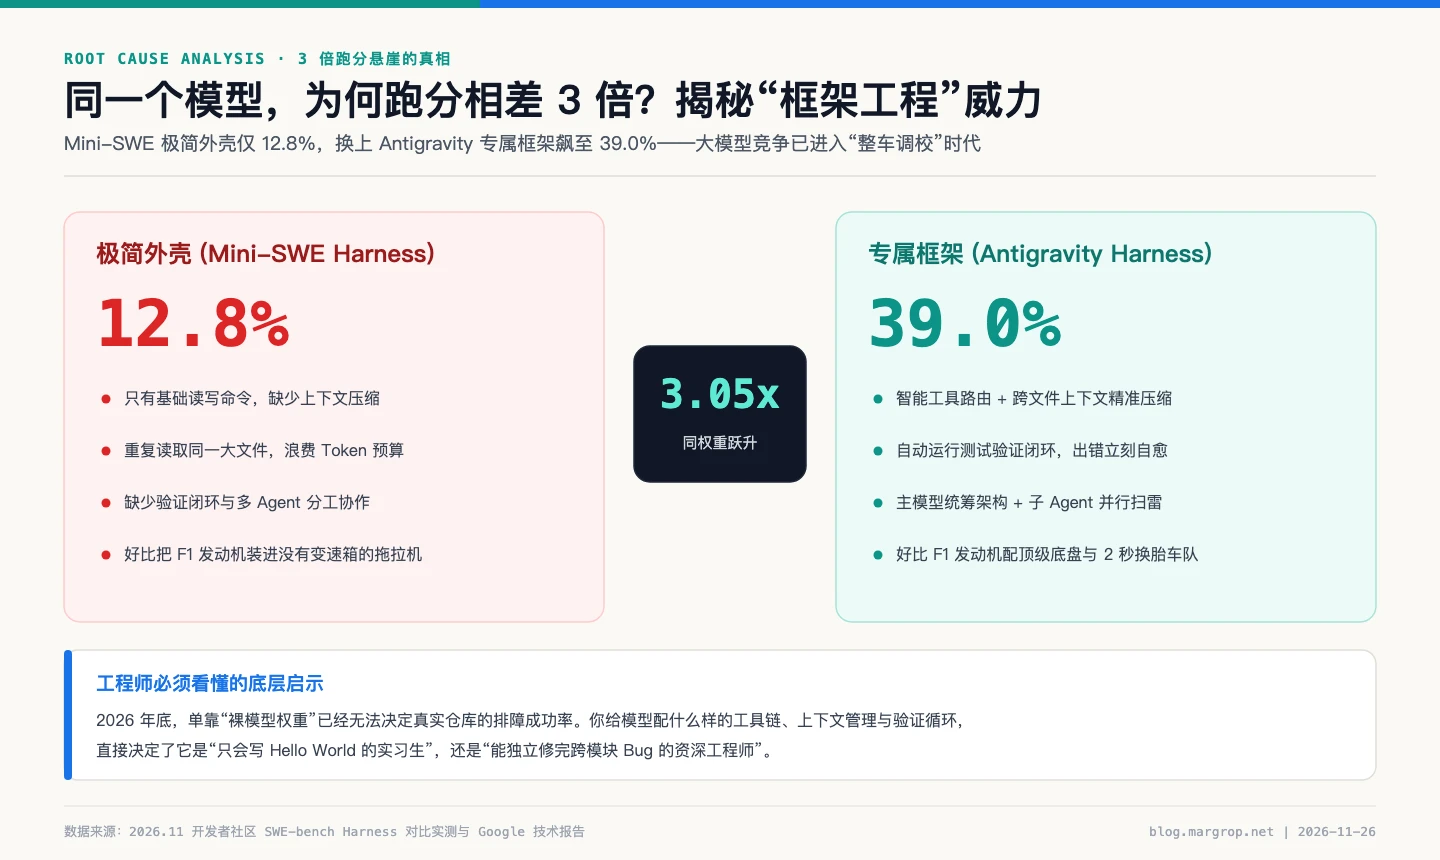 ROOT CAUSE ANALYSIS · 3 倍跑分悬崖的真相
同一个模型，为何跑分相差 3 倍？揭秘“框架工程”威力
Mini-SWE 极简外壳仅 12.8%，换上 Antigravity 专属框架飙至 39.0%——大模型竞争已进入“整车调校”时代
极简外壳 (Mini-SWE Harness)
12.8%
只有基础读写命令，缺少上下文压缩
重复读取同一大文件，浪费 Token 预算
缺少验证闭环与多 Agent 分工协作
好比把 F1 发动机装进没有变速箱的拖拉机
3.05x
同权重跃升
专属框架 (Antigravity Harness)
39.0%
智能工具路由 + 跨文件上下文精准压缩
自动运行测试验证闭环，出错立刻自愈
主模型统筹架构 + 子 Agent 并行扫雷
好比 F1 发动机配顶级底盘与 2 秒换胎车队
工程师必须看懂的底层启示
2026 年底，单靠“裸模型权重”已经无法决定真实仓库的排障成功率。你给模型配什么样的工具链、上下文管理与验证循环，
直接决定了它是“只会写 Hello World 的实习生”，还是“能独立修完跨模块 Bug 的资深工程师”。
数据来源：2026.11 开发者社区 SWE-bench Harness 对比实测与 Google 技术报告
blog.margrop.net | 2026-11-26